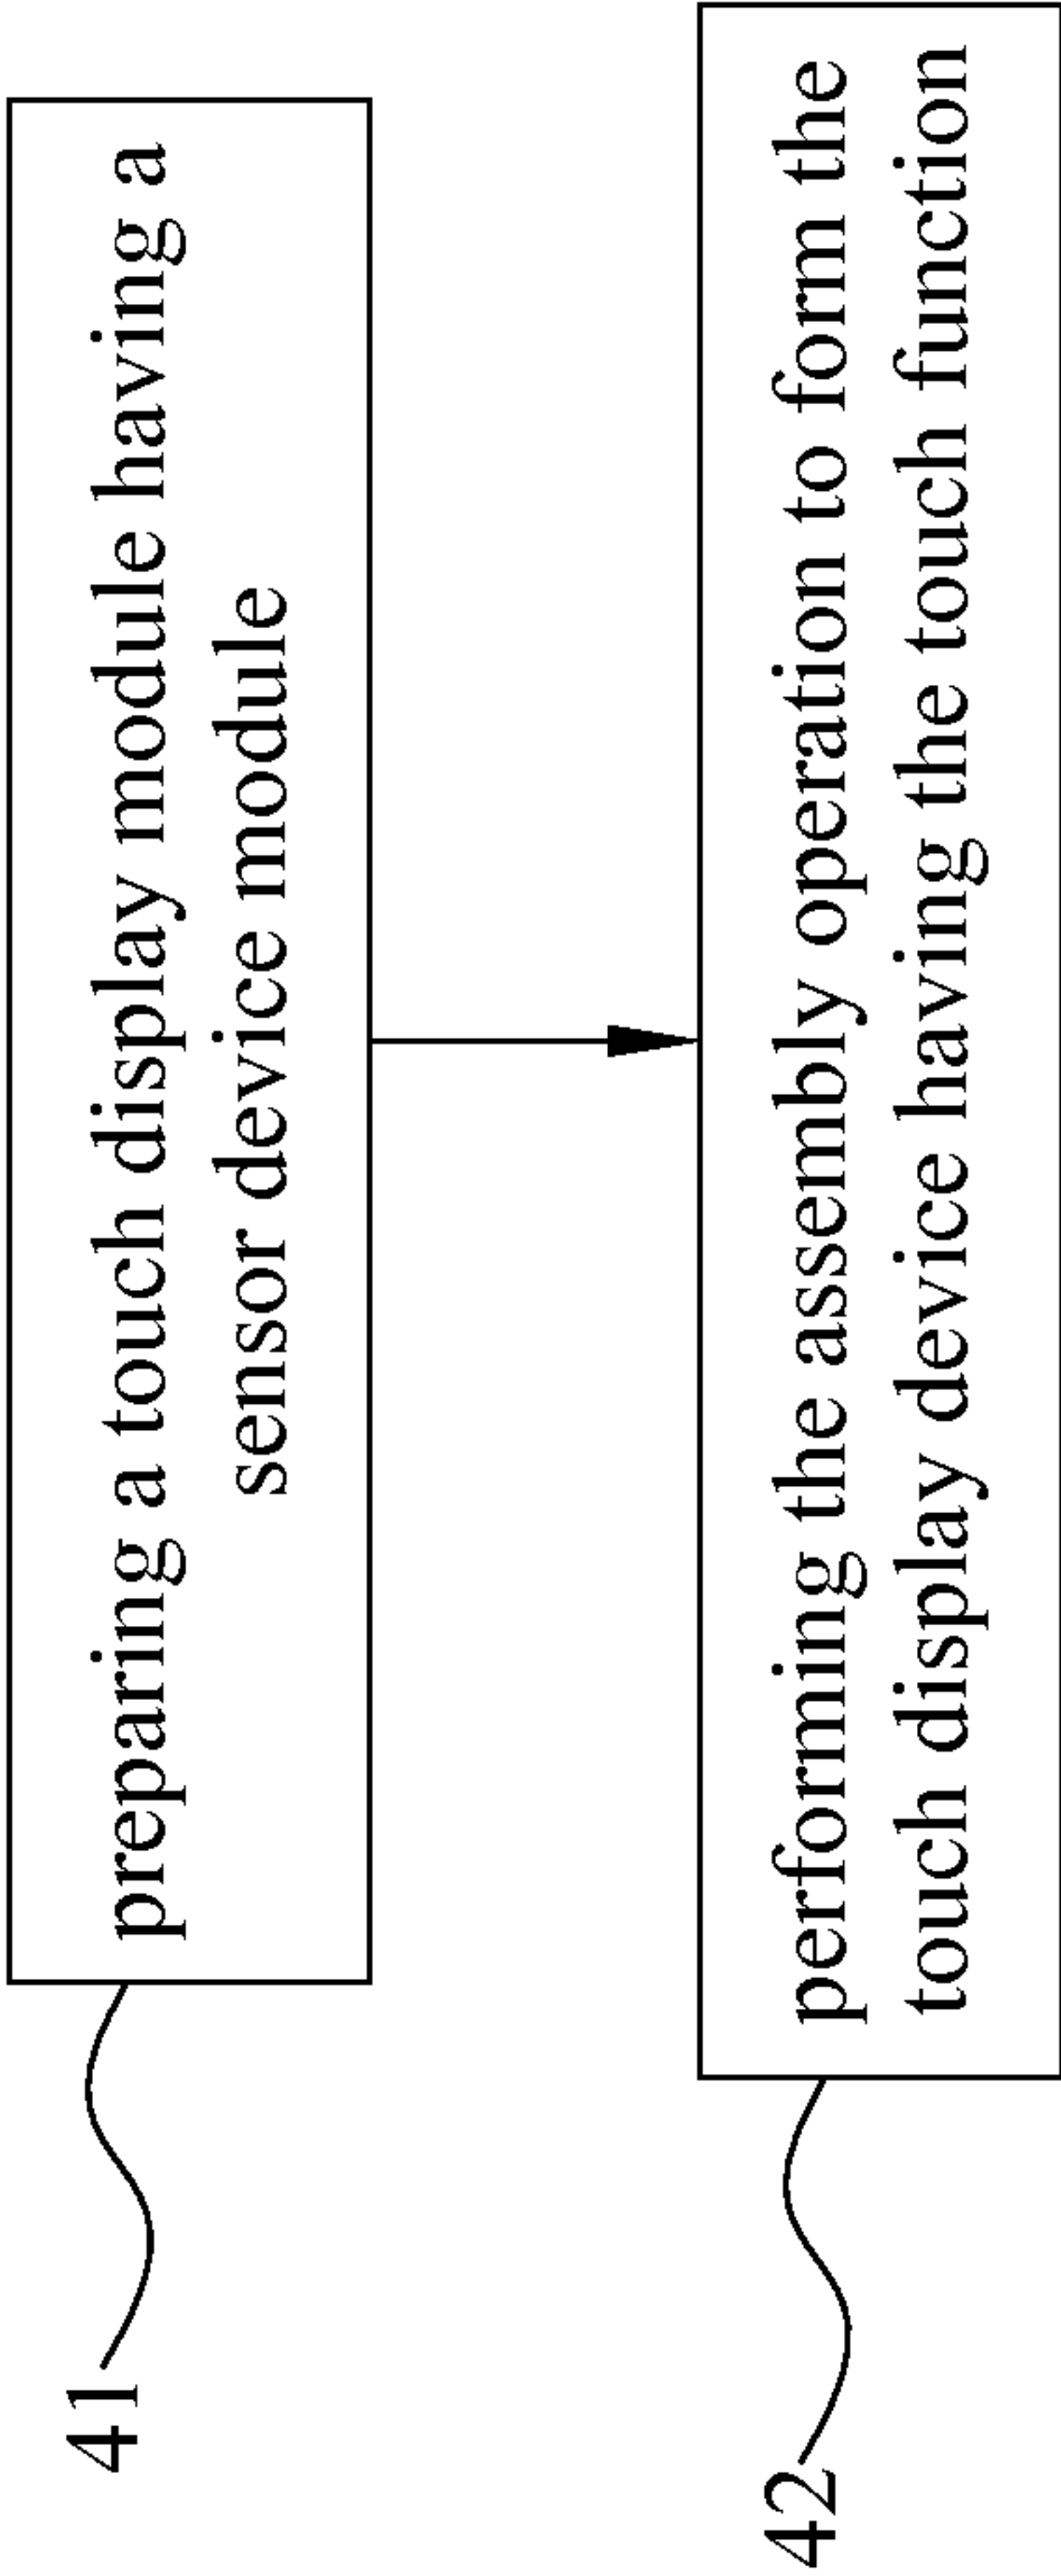 41
preparing a touch display module having a
sensor device module
42
performing the assembly operation to form the
touch display device having the touch function